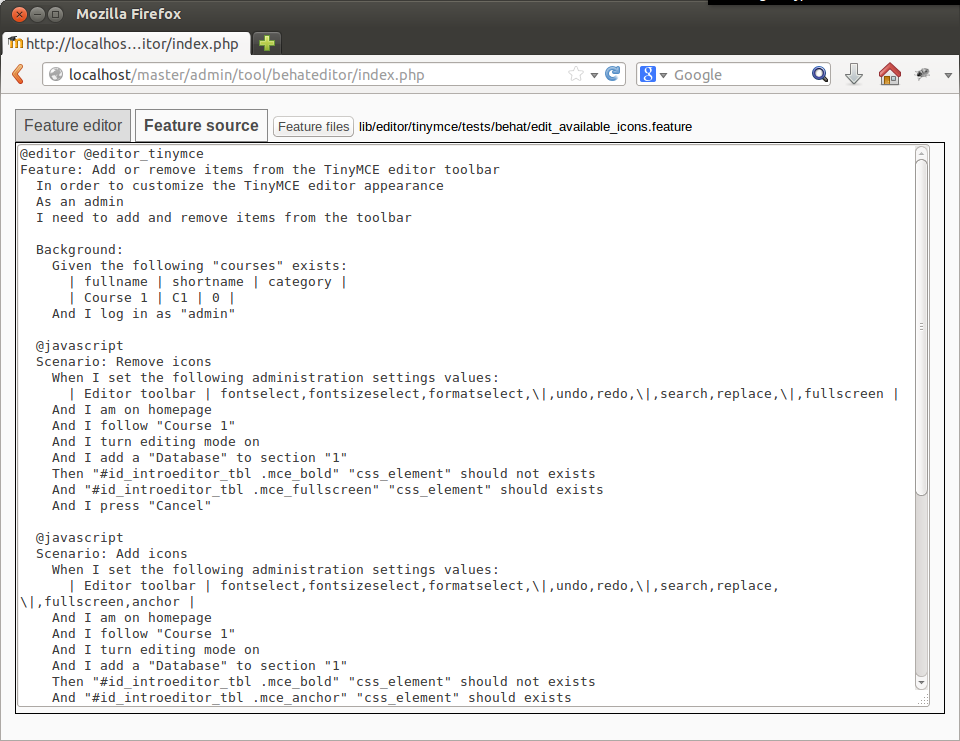 Mozilla Firefox
http://localhos…itor/index.php
localhost/master/admin/tool/behateditor/index.php
Google
Feature editor
Feature source
Feature files
lib/editor/tinymce/tests/behat/edit_available_icons.feature
@editor @editor_tinymce
Feature: Add or remove items from the TinyMCE editor toolbar
  In order to customize the TinyMCE editor appearance
  As an admin
  I need to add and remove items from the toolbar
  Background:
    Given the following "courses" exists:
      | fullname | shortname | category |
      | Course 1 | C1 | 0 |
    And I log in as "admin"
  @javascript
  Scenario: Remove icons
    When I set the following administration settings values:
      | Editor toolbar | fontselect,fontsizeselect,formatselect,\|,undo,redo,\|,search,replace,\|,fullscreen |
    And I am on homepage
    And I follow "Course 1"
    And I turn editing mode on
    And I add a "Database" to section "1"
    Then "#id_introeditor_tbl .mce_bold" "css_element" should not exists
    And "#id_introeditor_tbl .mce_fullscreen" "css_element" should exists
    And I press "Cancel"
  @javascript
  Scenario: Add icons
    When I set the following administration settings values:
      | Editor toolbar | fontselect,fontsizeselect,formatselect,\|,undo,redo,\|,search,replace,
\|,fullscreen,anchor |
    And I am on homepage
    And I follow "Course 1"
    And I turn editing mode on
    And I add a "Database" to section "1"
    Then "#id_introeditor_tbl .mce_bold" "css_element" should not exists
    And "#id_introeditor_tbl .mce_anchor" "css_element" should exists